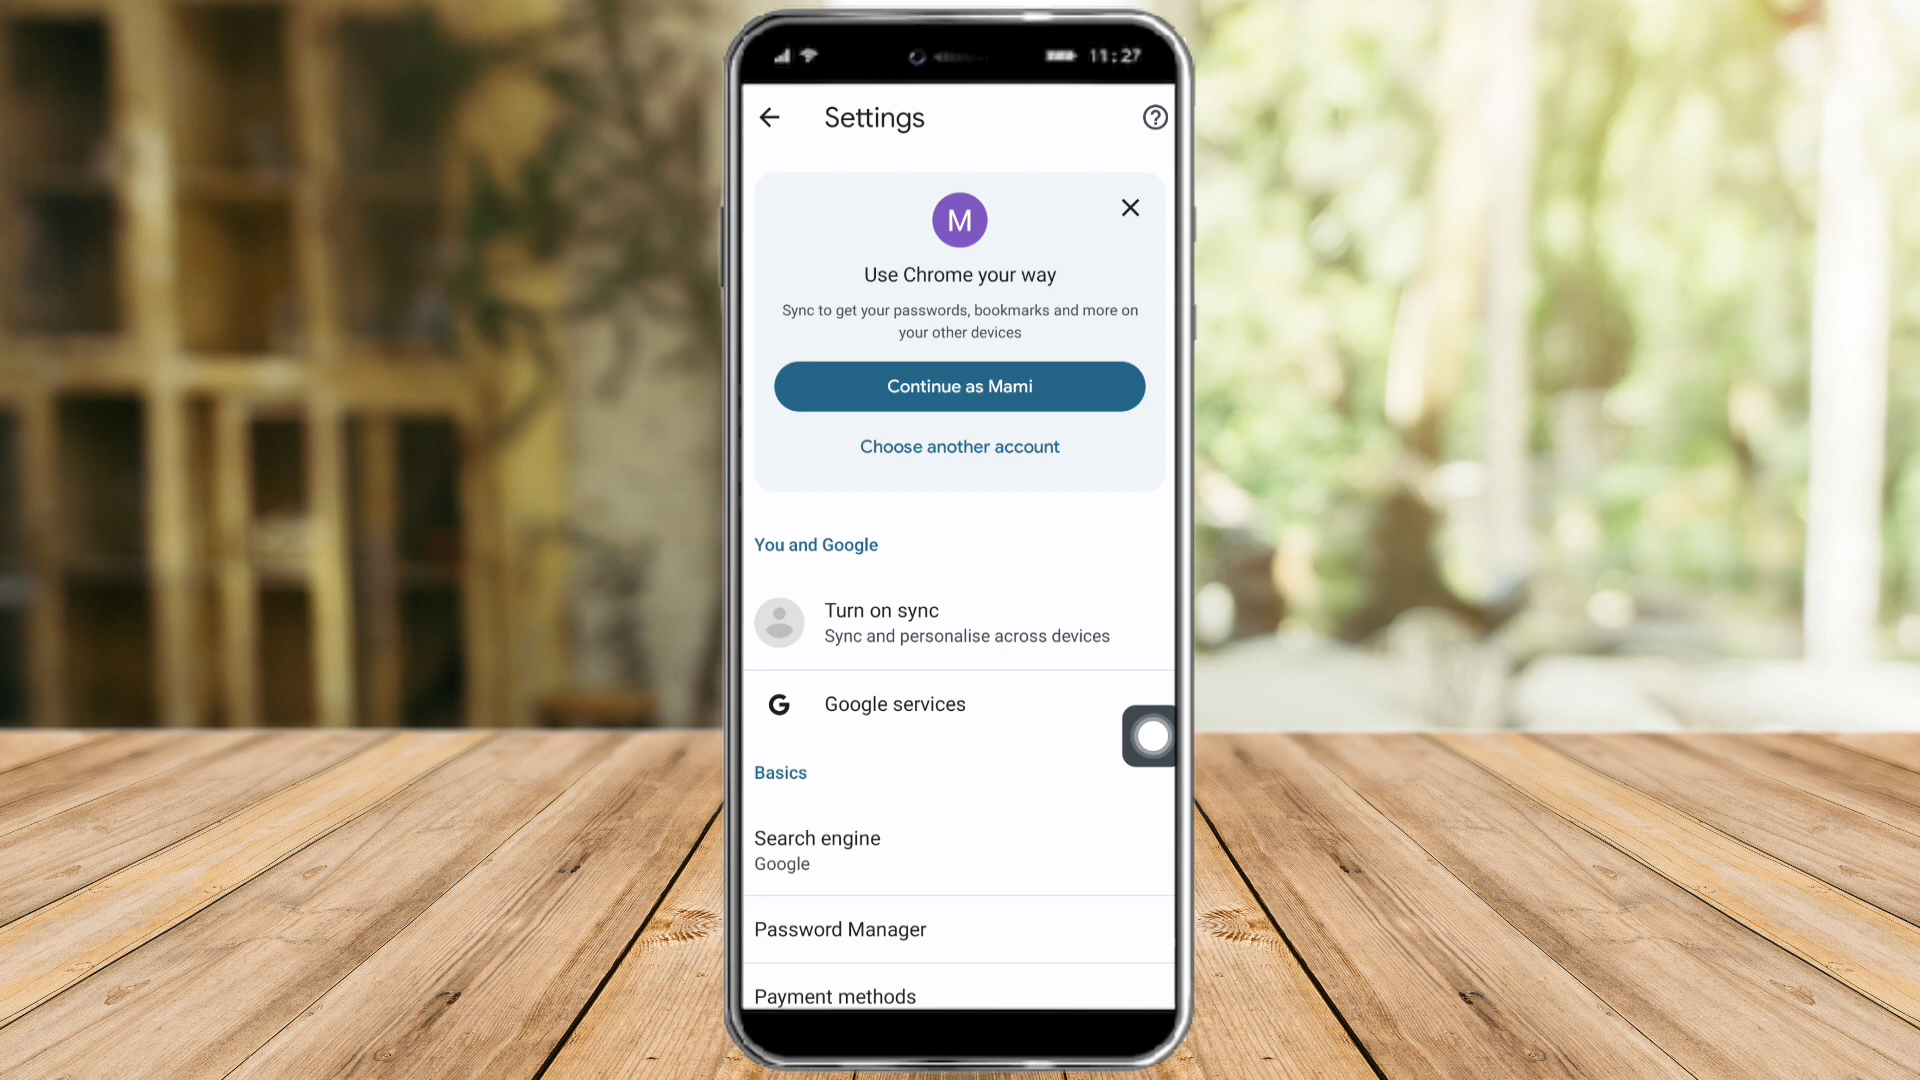 11:27
Settings
M
Use Chrome your way
Sync to get your passwords, bookmarks and more on
your other devices
Continue as Mami
Choose another account
You and Google
Turn on sync
Sync and personalise across devices
G
Google services
Basics
Search engine
Google
Password Manager
Payment methods